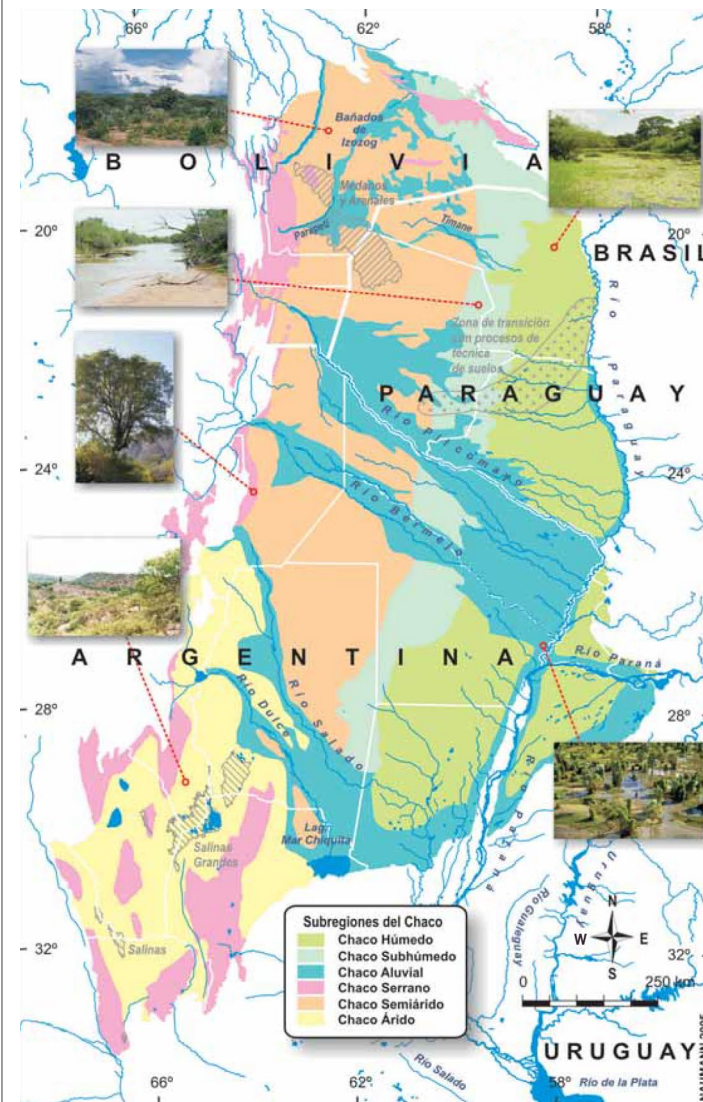 66º
62º
58º
Bañados
de
Izozog
B O L I V I A
Médanos
y Arenales
Parapetí
Timane
20º
20º
BRASIL
Río Paraguay
Zona de transición
con procesos de
técnica
de suelos
P A R A G U A Y
Río Pilcomayo
24º
24º
Río Bermejo
A R G E N T I N A
Río Paraná
Río Salado
Río Dulce
28º
28º
Río Paraná
Lag.
Mar Chiquita
Salinas
Grandes
Uruguay
Río Gualeguay
N
W
E
S
Salinas
32º
32º
Subregiones del Chaco
Chaco Húmedo
Chaco Subhúmedo
Chaco Aluvial
Chaco Serrano
Chaco Semiárido
Chaco Árido
0
250 km
URUGUAY
Río Salado
Río de la Plata
66º
62º
58º
NAUMANN 2005